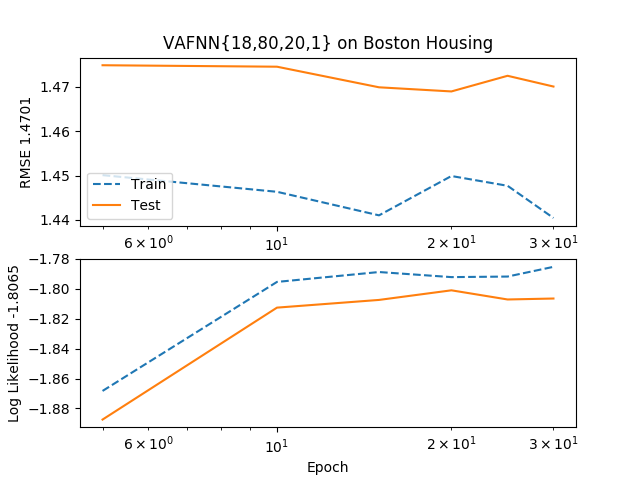 VAFNN{18,80,20,1} on Boston Housing
RMSE 1.4701
1.47
1.46
1.45
1.44
Train
Test
6 × 10⁰
10¹
2 × 10¹
3 × 10¹
Log Likelihood -1.8065
−1.78
−1.80
−1.82
−1.84
−1.86
−1.88
6 × 10⁰
10¹
2 × 10¹
3 × 10¹
Epoch